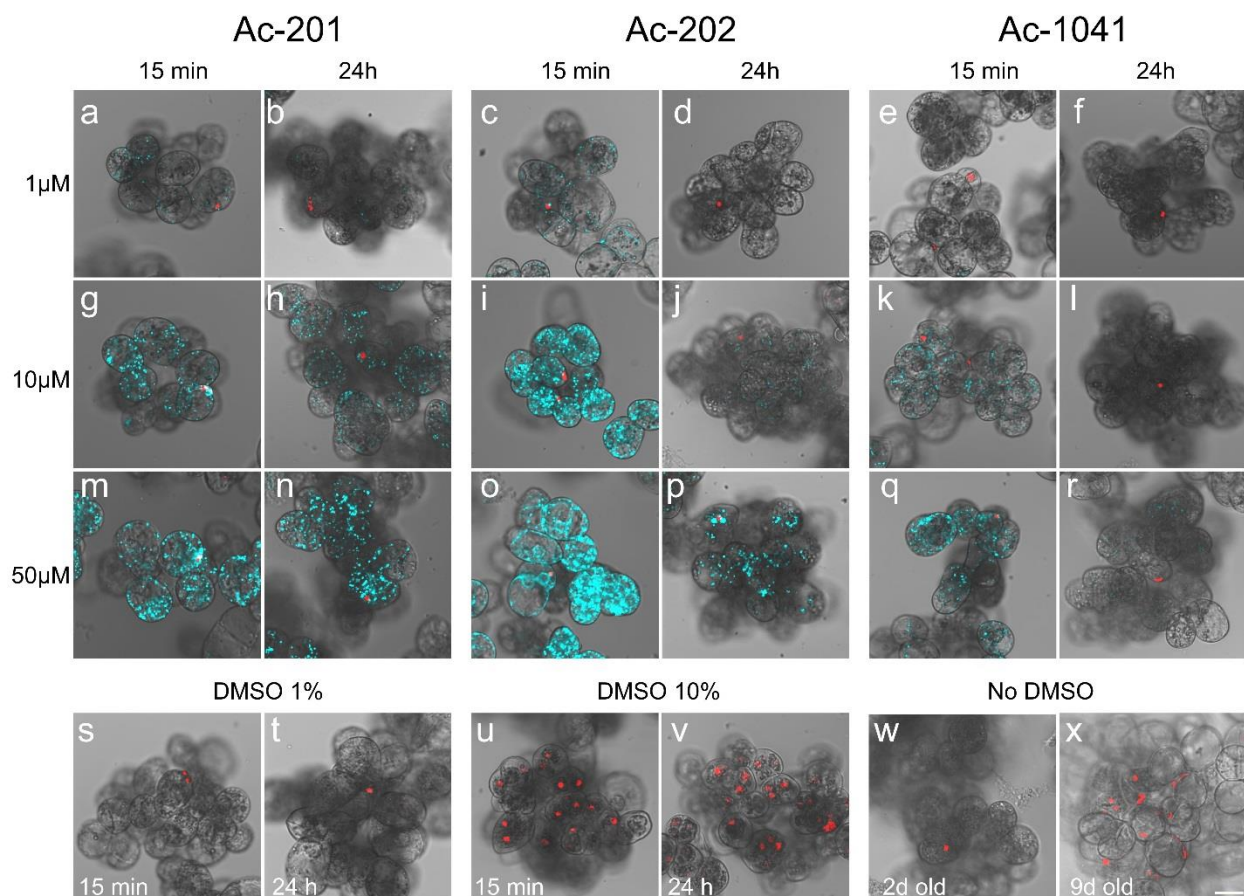 Ac-201 Ac-202 Ac-1041
15 min 24h 15 min 24h 15 min 24h
1µM a b c d e f
10µM g h i j k l
50µM m n o p q r
DMSO 1% DMSO 10% No DMSO
s t u v w x
15 min 24 h 15 min 24 h 2d old 9d old